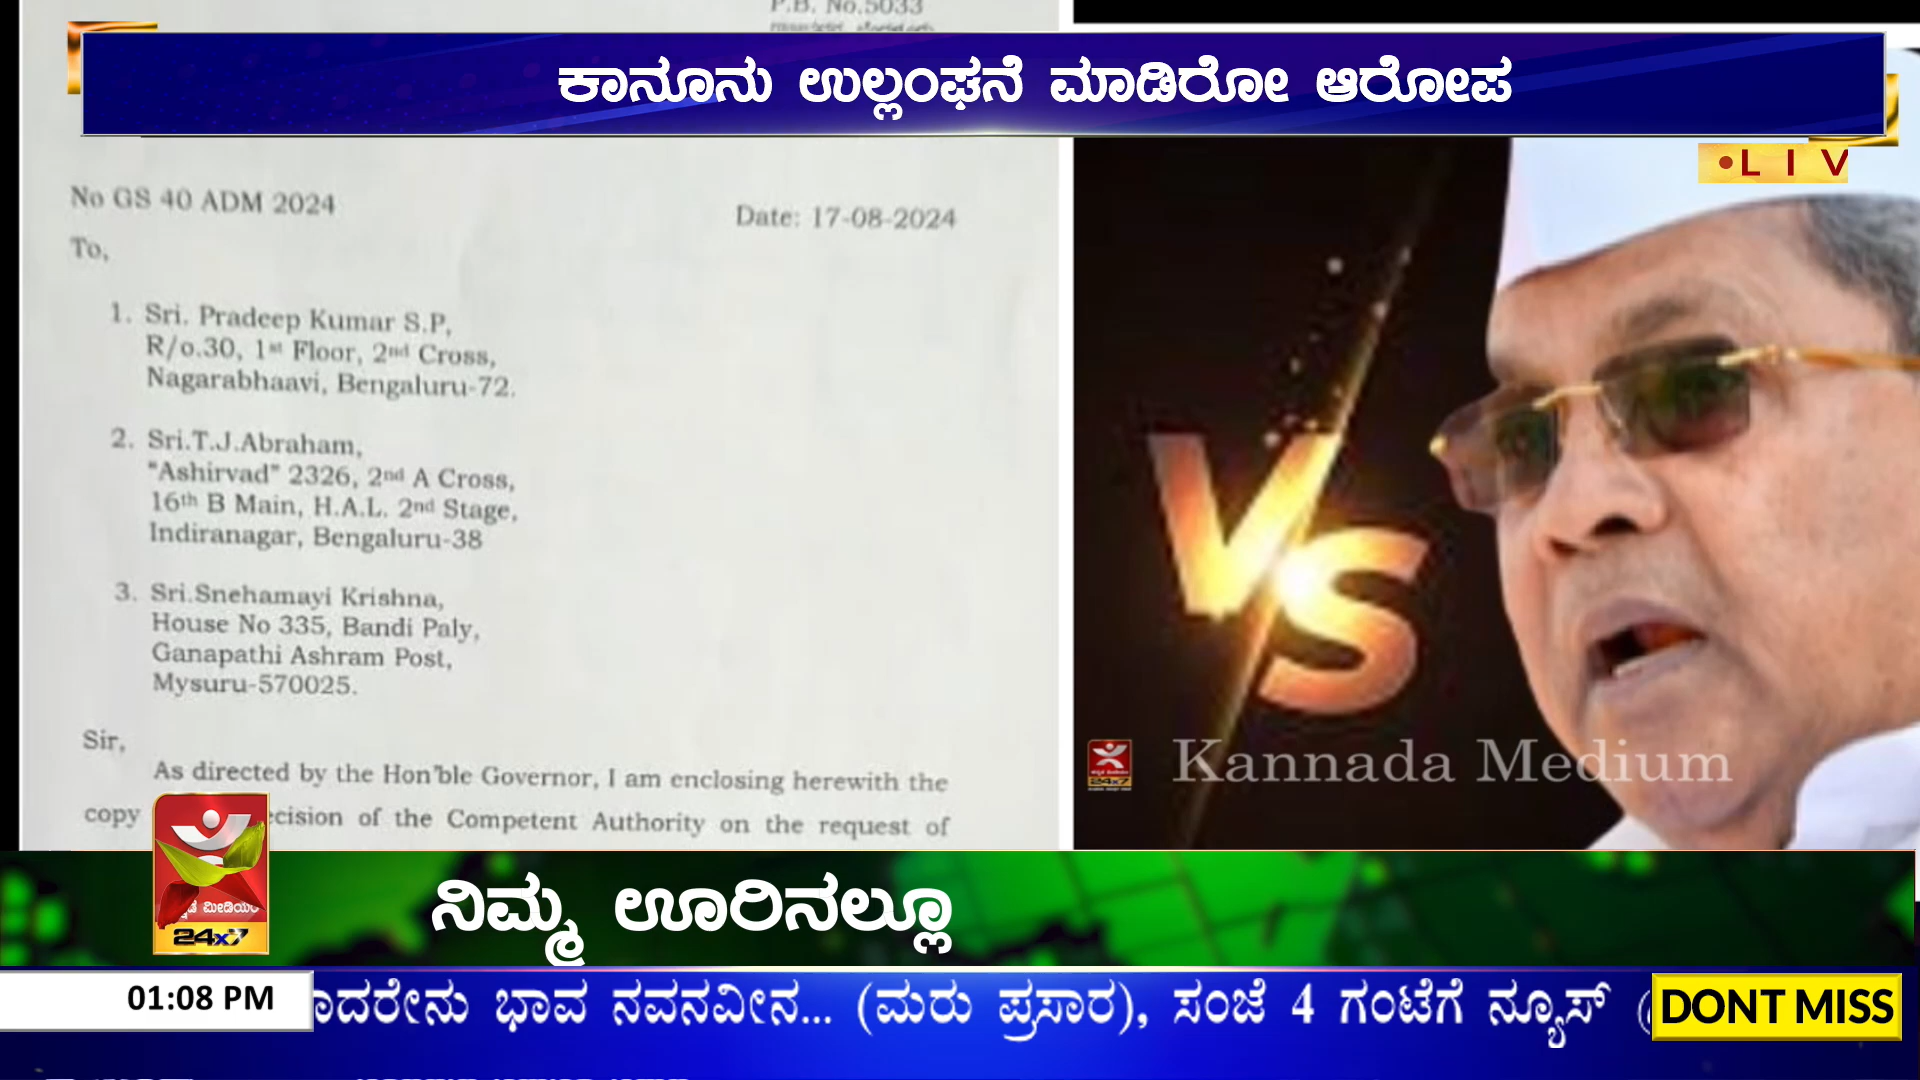 P.B. No.5033
ಕಾನೂನು ಉಲ್ಲಂಘನೆ ಮಾಡಿರೋ ಆರೋಪ
LIV
No GS 40 ADM 2024
Date: 17-08-2024
To,
1. Sri. Pradeep Kumar S.P,
R/o.30, 1st Floor, 2nd Cross,
Nagarabhaavi, Bengaluru-72.
2. Sri.T.J.Abraham,
"Ashirvad" 2326, 2nd A Cross,
16th B Main, H.A.L. 2nd Stage,
Indiranagar, Bengaluru-38
3. Sri.Snehamayi Krishna,
House No 335, Bandi Paly,
Ganapathi Ashram Post,
Mysuru-570025.
Sir,
As directed by the Hon'ble Governor, I am enclosing herewith the
copy cision of the Competent Authority on the request of
VS
24x7
Kannada Medium
ಮೀಡಿಯಂ
24x7
ನಿಮ್ಮ ಊರಿನಲ್ಲೂ
01:08 PM
ಾದರೇನು ಭಾವ ನವನವೀನ... (ಮರು ಪ್ರಸಾರ), ಸಂಜೆ 4 ಗಂಟೆಗೆ ನ್ಯೂಸ್
DONT MISS